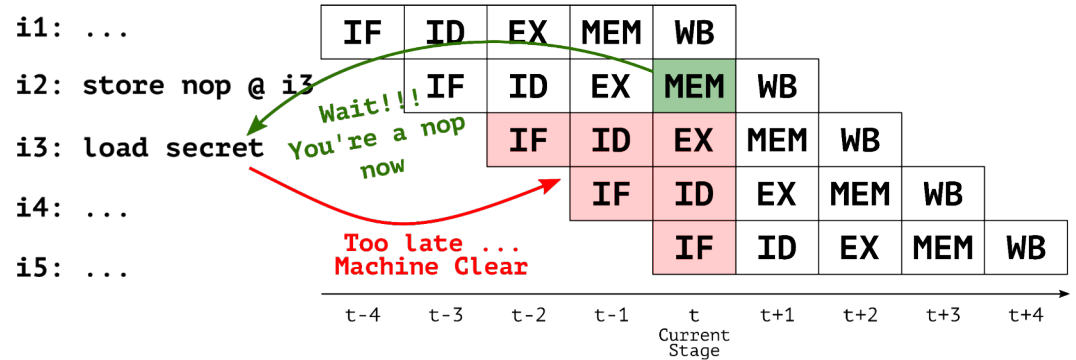 i1: ... IF ID EX MEM WB
i2: store nop @ i3 IF ID EX MEM WB
Wait!!!
You're a nop
now
i3: load secret IF ID EX MEM WB
i4: ... IF ID EX MEM WB
Too late ...
Machine Clear
i5: ... IF ID EX MEM WB
t-4 t-3 t-2 t-1 t t+1 t+2 t+3 t+4
Current
Stage